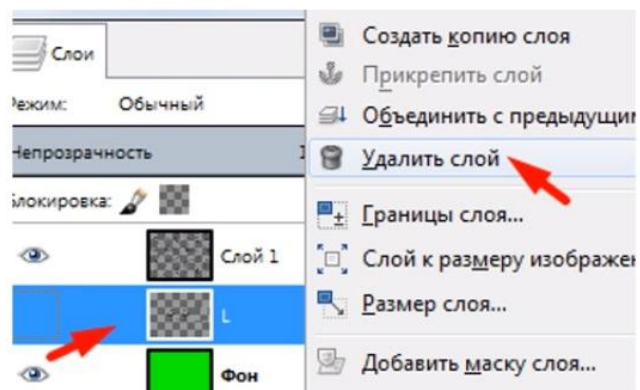 Слои
Режим: Обычный
Непрозрачность 1
Блокировка:
Слой 1
L
Фон
Создать копию слоя
Прикрепить слой
Объединить с предыдущим
Удалить слой
Границы слоя...
Слой к размеру изображен
Размер слоя...
Добавить маску слоя...